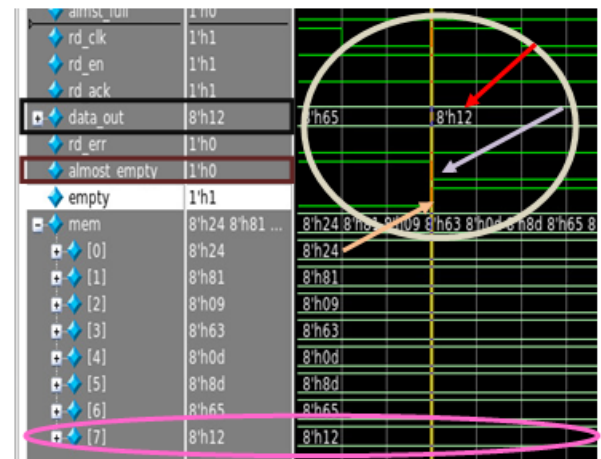 almst_full 1'h0
rd_clk 1'h1
rd_en 1'h1
rd_ack 1'h1
data_out 8'h12 8'h65 8'h12
rd_err 1'h0
almost_empty 1'h0
empty 1'h1
mem 8'h24 8'h81 ... 8'h24 8'h81 8'h09 8'h63 8'h0d 8'h8d 8'h65 8
[0] 8'h24 8'h24
[1] 8'h81 8'h81
[2] 8'h09 8'h09
[3] 8'h63 8'h63
[4] 8'h0d 8'h0d
[5] 8'h8d 8'h8d
[6] 8'h65 8'h65
[7] 8'h12 8'h12